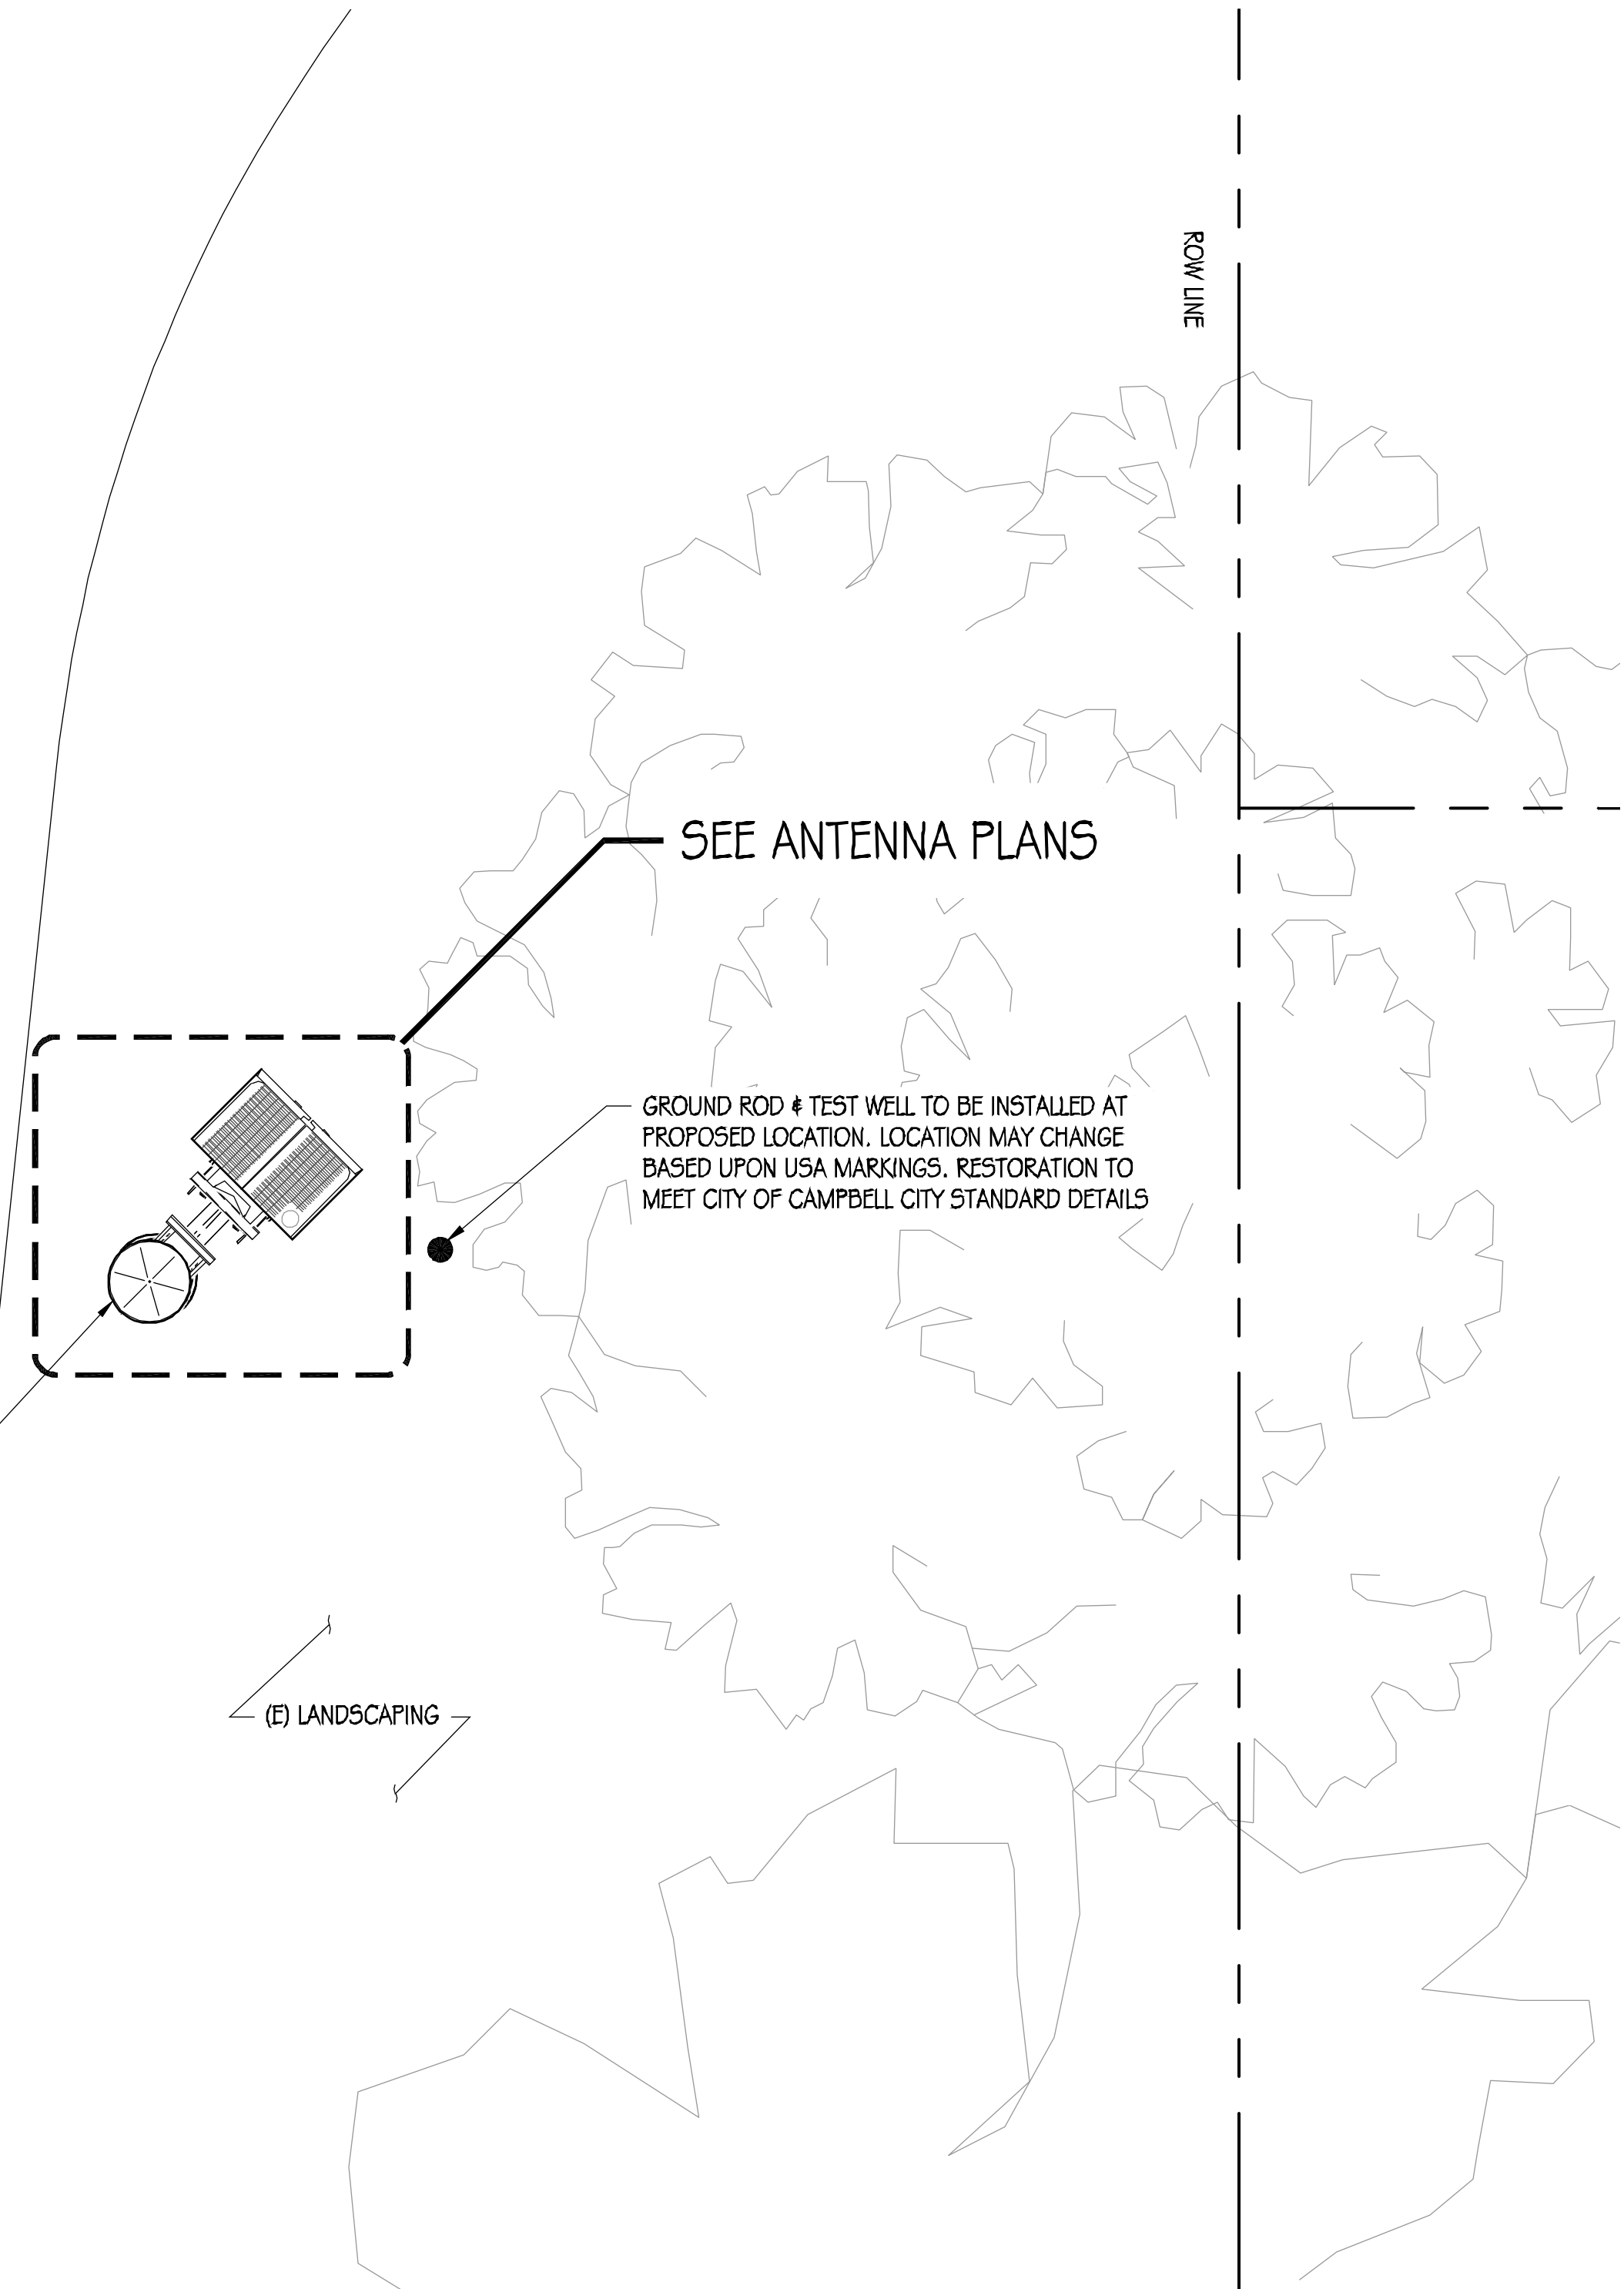 ROW LINE
SEE ANTENNA PLANS
GROUND ROD & TEST WELL TO BE INSTALLED AT
PROPOSED LOCATION. LOCATION MAY CHANGE
BASED UPON USA MARKINGS. RESTORATION TO
MEET CITY OF CAMPBELL CITY STANDARD DETAILS
(E) LANDSCAPING